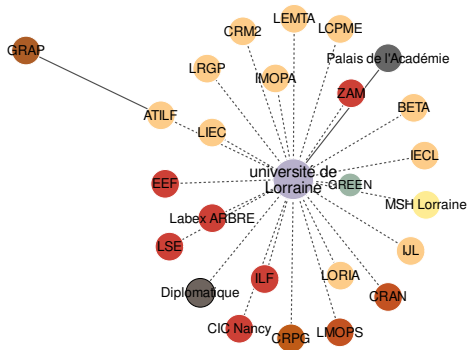 LEMTA
CRM2
LCPME
GRAP
Palais de l'Académie
LRGP
IMOPA
ZAM
ATILF
BETA
LIEC
IECL
université de
Lorraine
EEF
GREEN
MSH Lorraine
Labex ARBRE
LSE
IJL
Diplomatique
ILF
LORIA
CRAN
CIC Nancy
CRPG
LMOPS